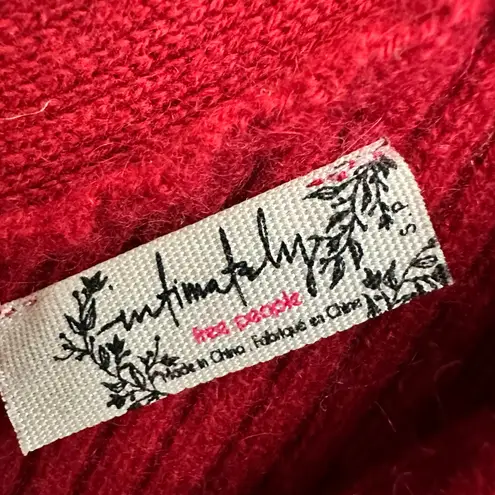 intimately
free people
Made in China . Fabriqué en Chine
S.P